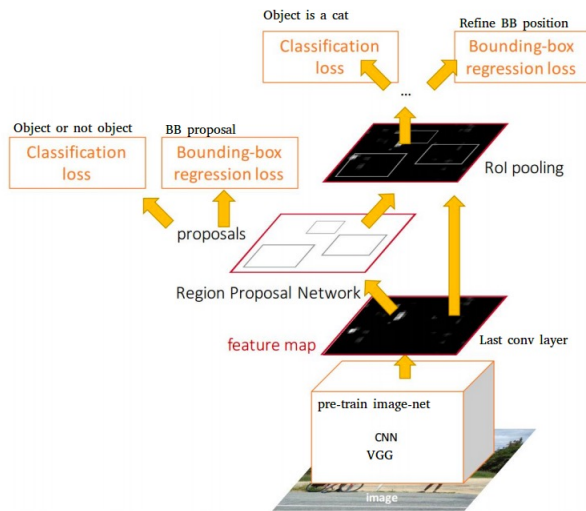 Object is a cat
Refine BB position
Classification
loss
Bounding-box
regression loss
...
Object or not object
BB proposal
Classification
loss
Bounding-box
regression loss
RoI pooling
proposals
Region Proposal Network
feature map
Last conv layer
pre-train image-net
CNN
VGG
image